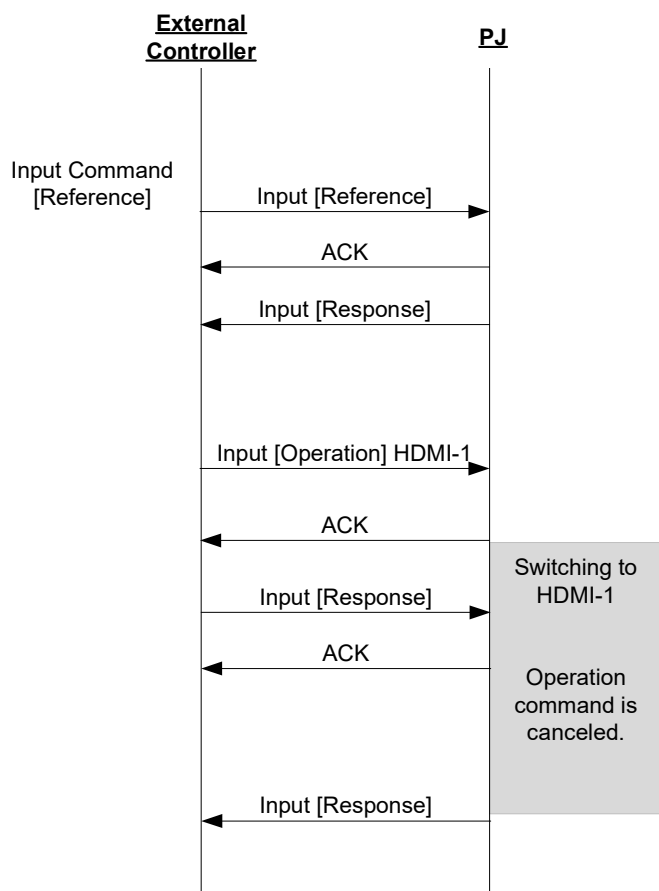 External
Controller
PJ
Input Command
[Reference]
Input [Reference]
ACK
Input [Response]
Input [Operation] HDMI-1
ACK
Switching to
HDMI-1
Input [Response]
ACK
Operation
command is
canceled.
Input [Response]